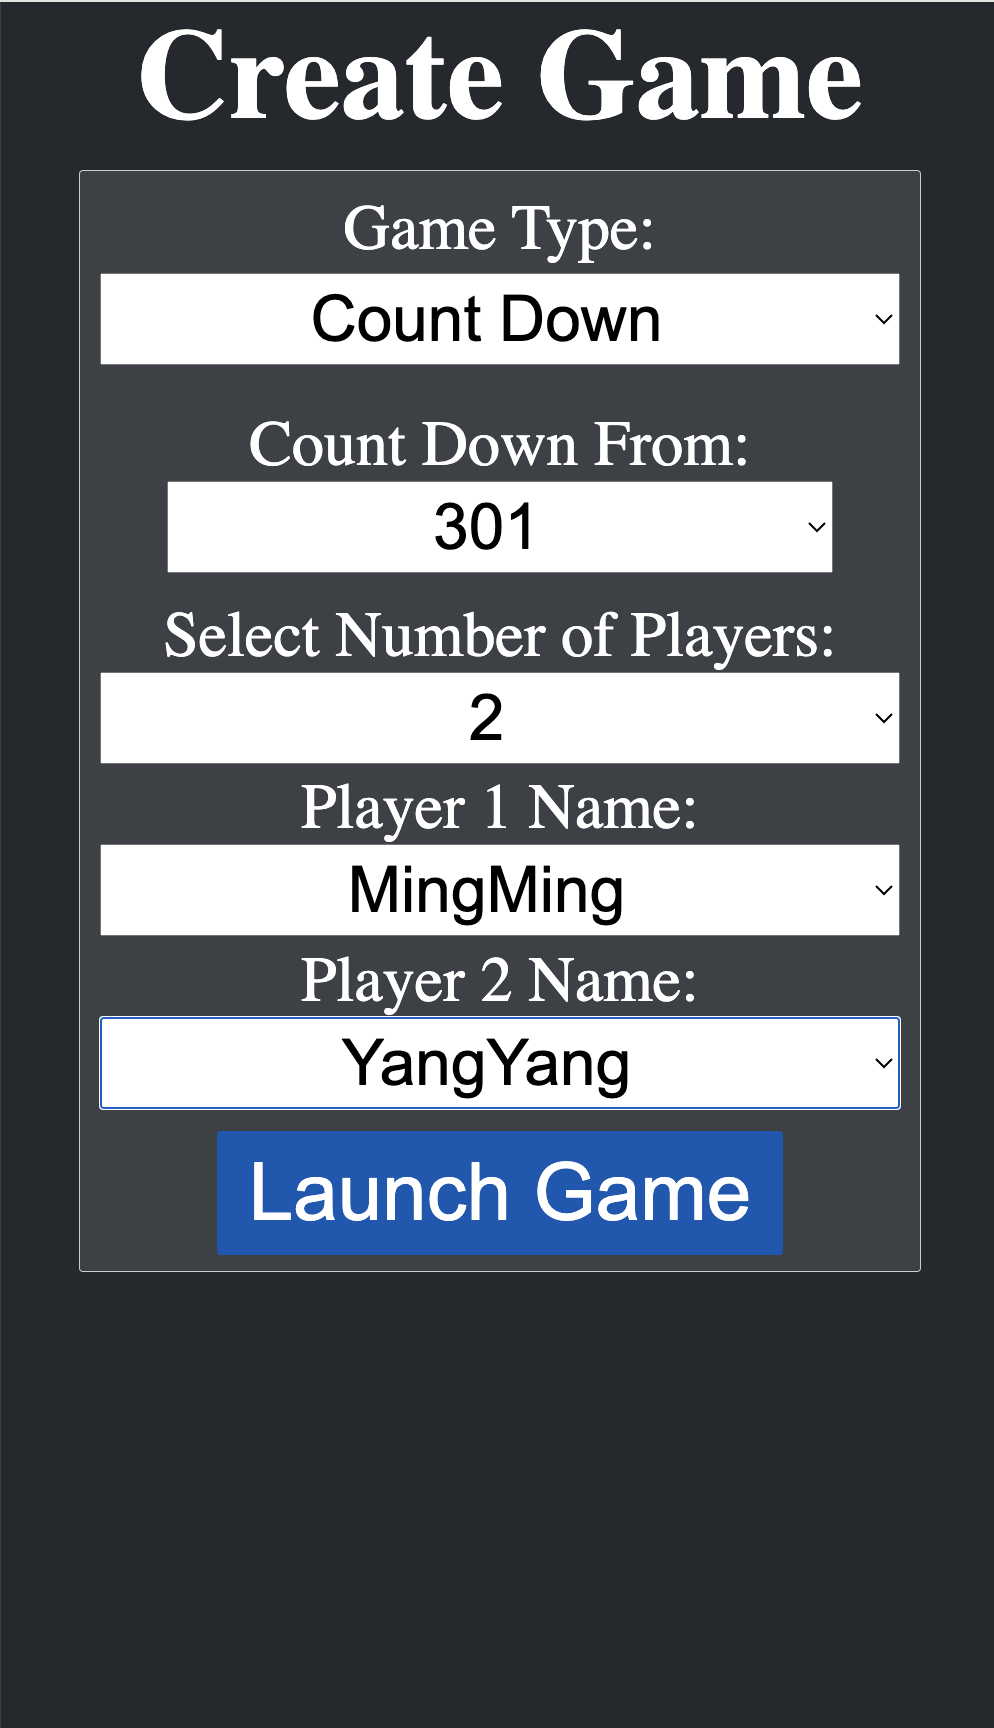 Create Game
Game Type:
Count Down
Count Down From:
301
Select Number of Players:
2
Player 1 Name:
MingMing
Player 2 Name:
YangYang
Launch Game